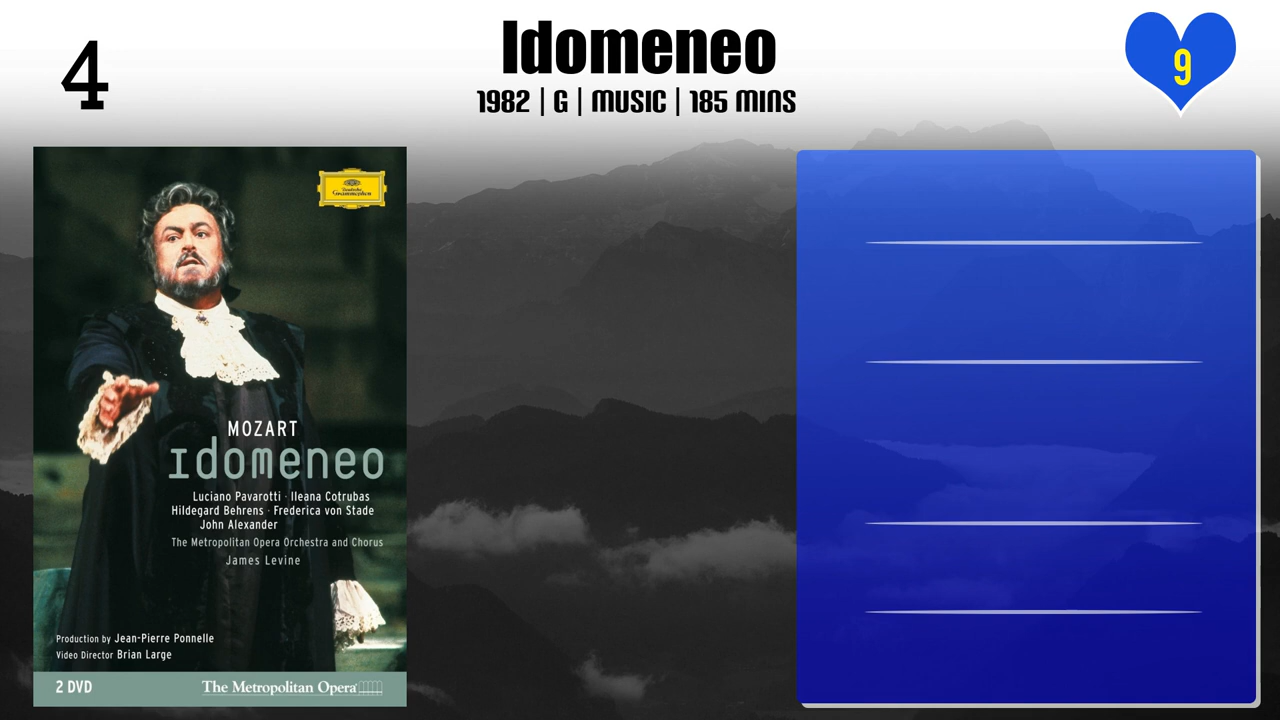 4
Idomeneo
1982 | G | MUSIC | 185 MINS
9
Deutsche
Grammophon
MOZART
Idomeneo
Luciano Pavarotti · Ileana Cotrubas
Hildegard Behrens · Frederica von Stade
John Alexander
The Metropolitan Opera Orchestra and Chorus
James Levine
Production by Jean-Pierre Ponnelle
Video Director Brian Large
2 DVD
The Metropolitan Opera